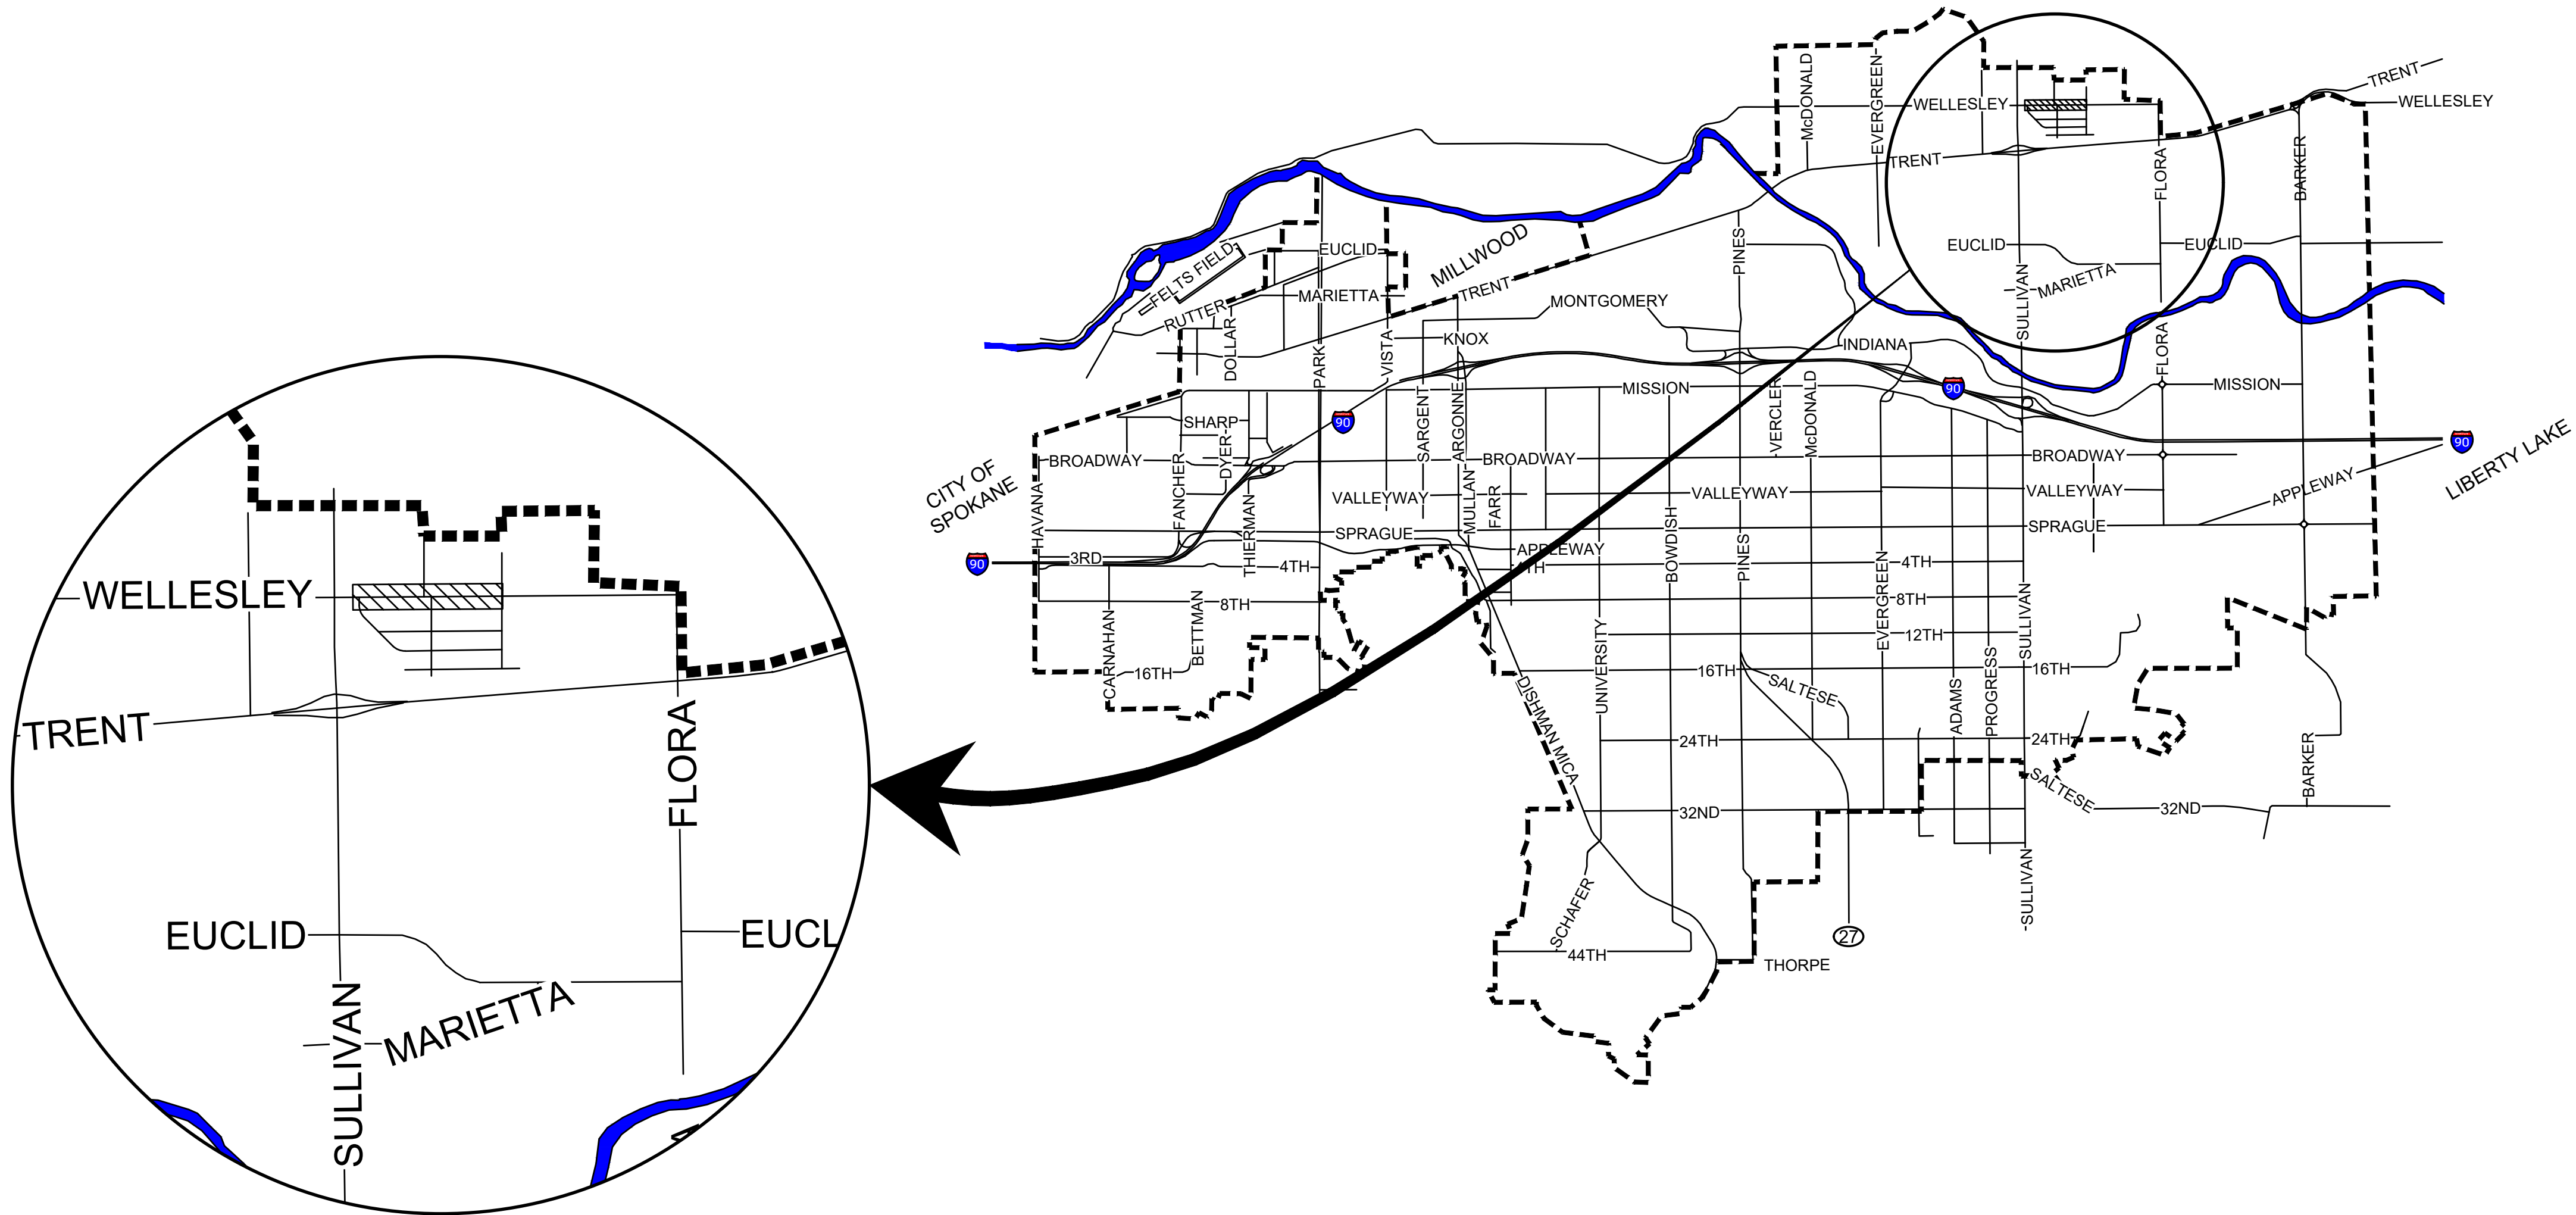 McDONALD
EVERGREEN
WELLESLEY
TRENT
WELLESLEY
TRENT
FLORA
BARKER
EUCLID
EUCLID
MARIETTA
SULLIVAN
FLORA
PINES
MILLWOOD
TRENT
EUCLID
FELTS FIELD
RUTTER
MARIETTA
MONTGOMERY
KNOX
INDIANA
DOLLAR
PARK
VISTA
MISSION
MISSION
90
90
90
90
SHARP
DYER
SARGENT
ARGONNE
VERCLER
McDONALD
BROADWAY
BROADWAY
BROADWAY
CITY OF
SPOKANE
LIBERTY LAKE
APPLEWAY
HAVANA
FANCHER
THIERMAN
VALLEYWAY
VALLEYWAY
VALLEYWAY
MULLAN
FARR
BOWDISH
PINES
SPRAGUE
SPRAGUE
APPLEWAY
3RD
4TH
4TH
4TH
8TH
8TH
12TH
16TH
16TH
16TH
CARNAHAN
BETTMAN
UNIVERSITY
EVERGREEN
SULLIVAN
ADAMS
PROGRESS
SALTESE
DISHMAN MICA
24TH
24TH
SALTESE
BARKER
32ND
32ND
SCHAFER
44TH
THORPE
27
SULLIVAN
WELLESLEY
TRENT
FLORA
EUCLID
EUCL
MARIETTA
SULLIVAN